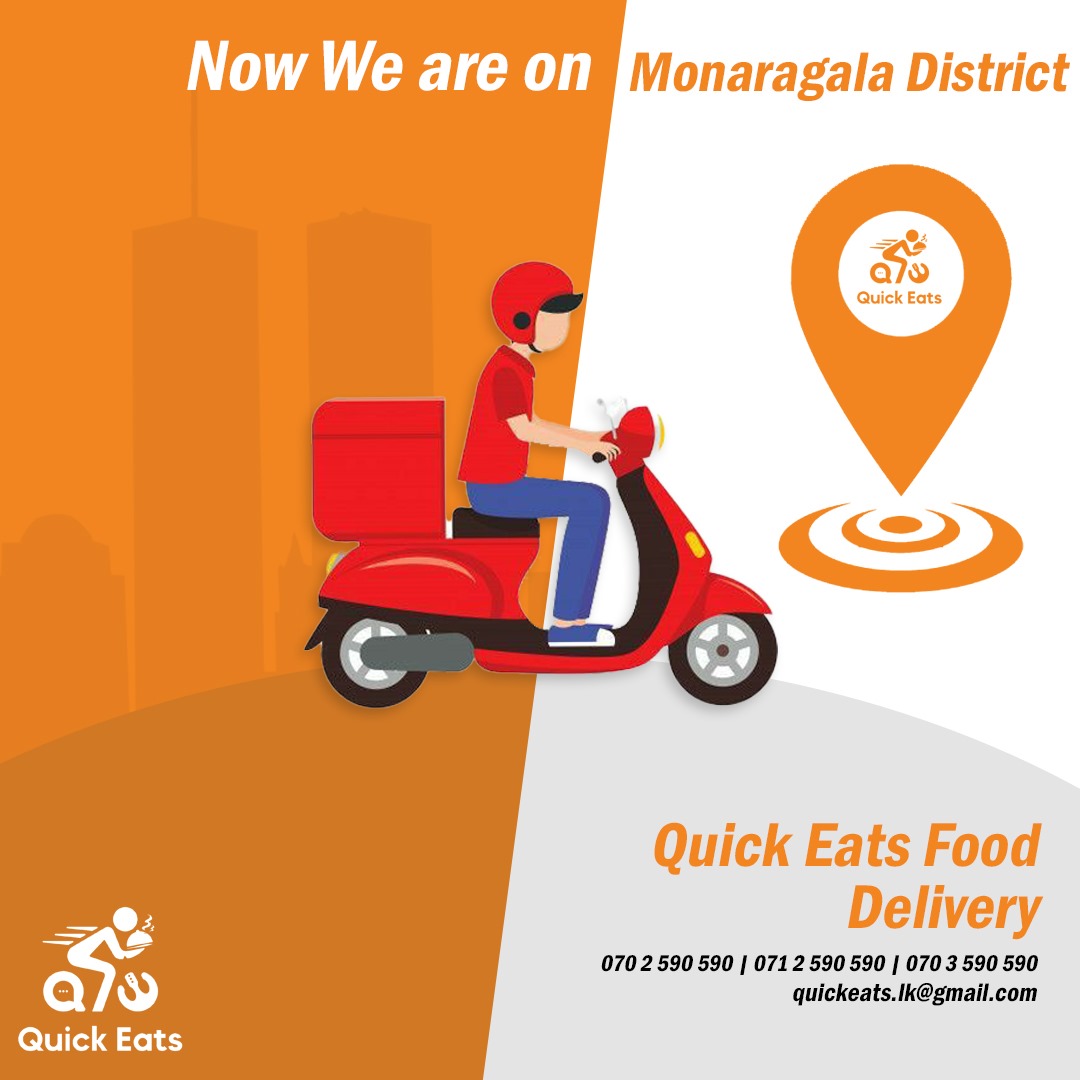 Now We are on Monaragala District
Quick Eats
Quick Eats Food
Delivery
070 2 590 590 | 071 2 590 590 | 070 3 590 590
quickeats.lk@gmail.com
Quick Eats